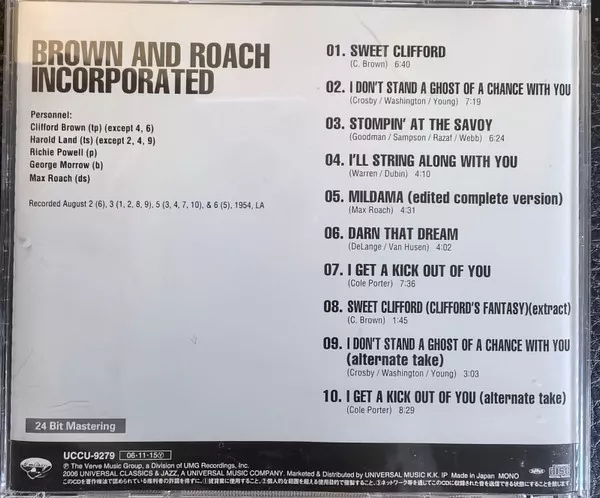 BROWN AND ROACH
INCORPORATED
Personnel:
Clifford Brown (tp) (except 4, 6)
Harold Land (ts) (except 2, 4, 9)
Richie Powell (p)
George Morrow (b)
Max Roach (ds)
Recorded August 2 (6), 3 (1, 2, 8, 9), 5 (3, 4, 7, 10), & 6 (5), 1954, LA
01. SWEET CLIFFORD
(C. Brown) 6:40
02. I DON'T STAND A GHOST OF A CHANCE WITH YOU
(Crosby / Washington / Young) 7:19
03. STOMPIN' AT THE SAVOY
(Goodman / Sampson / Razaf / Webb) 6:24
04. I'LL STRING ALONG WITH YOU
(Warren / Dubin) 4:10
05. MILDAMA (edited complete version)
(Max Roach) 4:31
06. DARN THAT DREAM
(DeLange / Van Husen) 4:02
07. I GET A KICK OUT OF YOU
(Cole Porter) 7:36
08. SWEET CLIFFORD (CLIFFORD'S FANTASY)(extract)
(C. Brown) 1:45
09. I DON'T STAND A GHOST OF A CHANCE WITH YOU
(alternate take)
(Crosby / Washington / Young) 3:03
10. I GET A KICK OUT OF YOU (alternate take)
(Cole Porter) 8:29
24 Bit Mastering
UCCU-9279 06-11-15Ⓨ
℗ The Verve Music Group, a Division of UMG Recordings, Inc.
2006 UNIVERSAL CLASSICS & JAZZ, A UNIVERSAL MUSIC COMPANY. Marketed & Distributed by UNIVERSAL MUSIC K.K. IP Made in Japan MONO